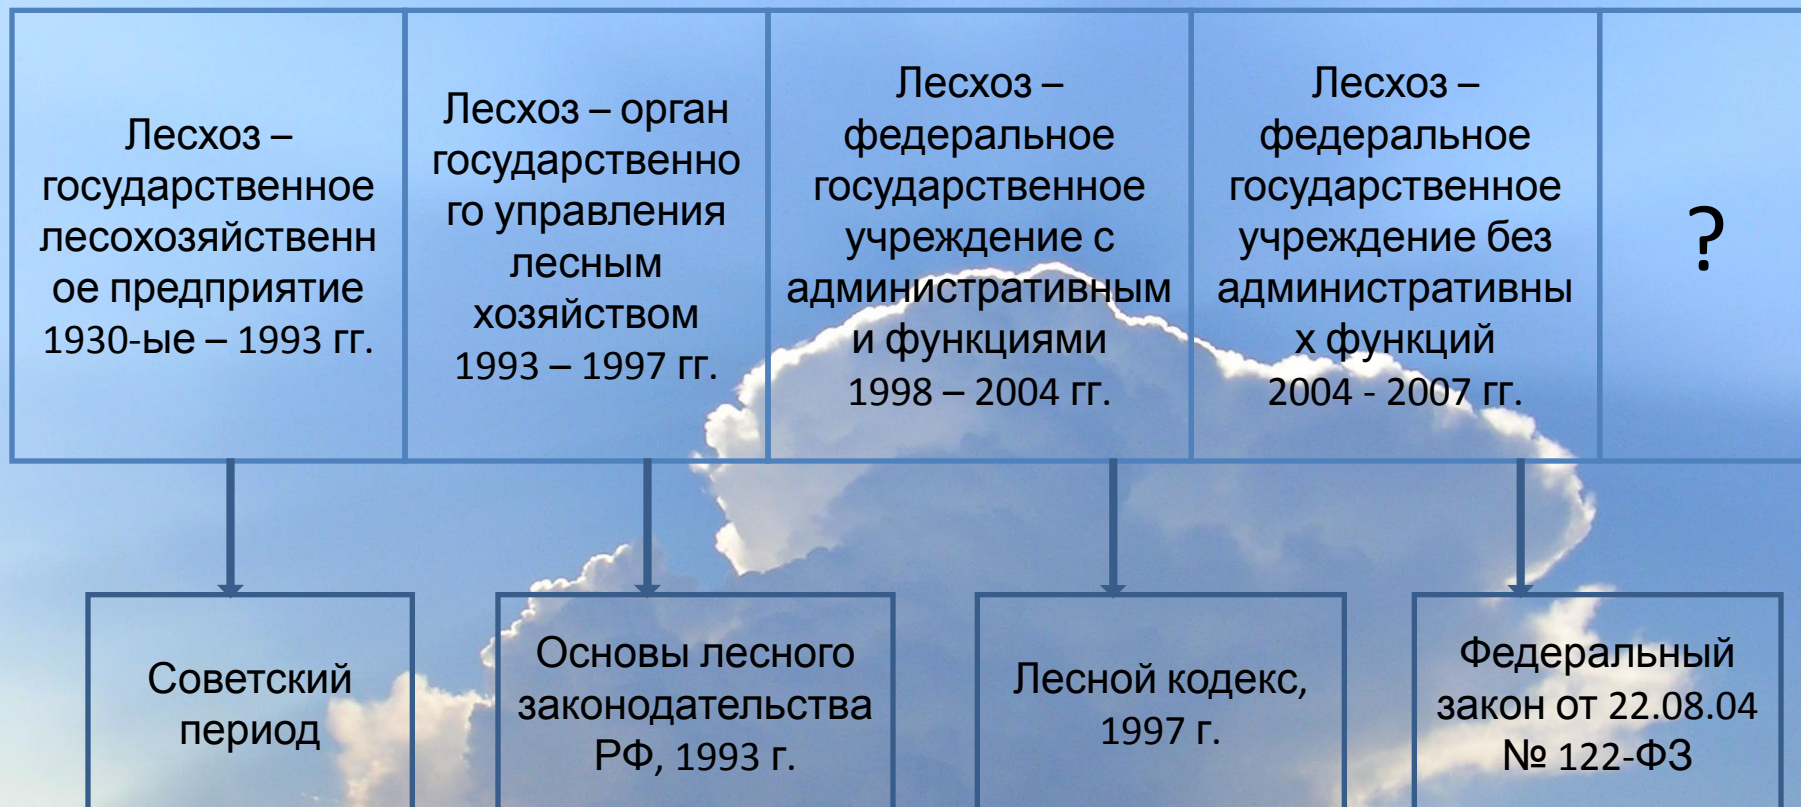 Лесхоз –
государственное
лесохозяйственн
ое предприятие
1930-ые – 1993 гг.
Лесхоз – орган
государственно
го управления
лесным
хозяйством
1993 – 1997 гг.
Лесхоз –
федеральное
государственное
учреждение с
административным
и функциями
1998 – 2004 гг.
Лесхоз –
федеральное
государственное
учреждение без
административны
х функций
2004 - 2007 гг.
?
Советский
период
Основы лесного
законодательства
РФ, 1993 г.
Лесной кодекс,
1997 г.
Федеральный
закон от 22.08.04
№ 122-ФЗ